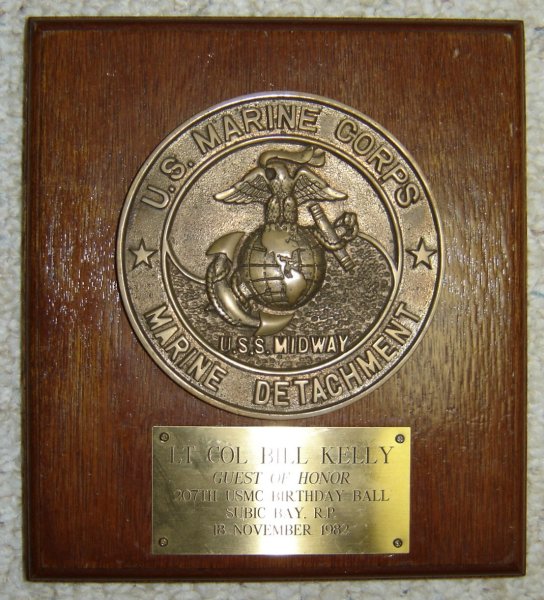 U.S. MARINE CORPS
U.S.S. MIDWAY
MARINE DETACHMENT
LT COL BILL KELLY
GUEST OF HONOR
207TH USMC BIRTHDAY BALL
SUBIC BAY, R.P.
18 NOVEMBER 1982